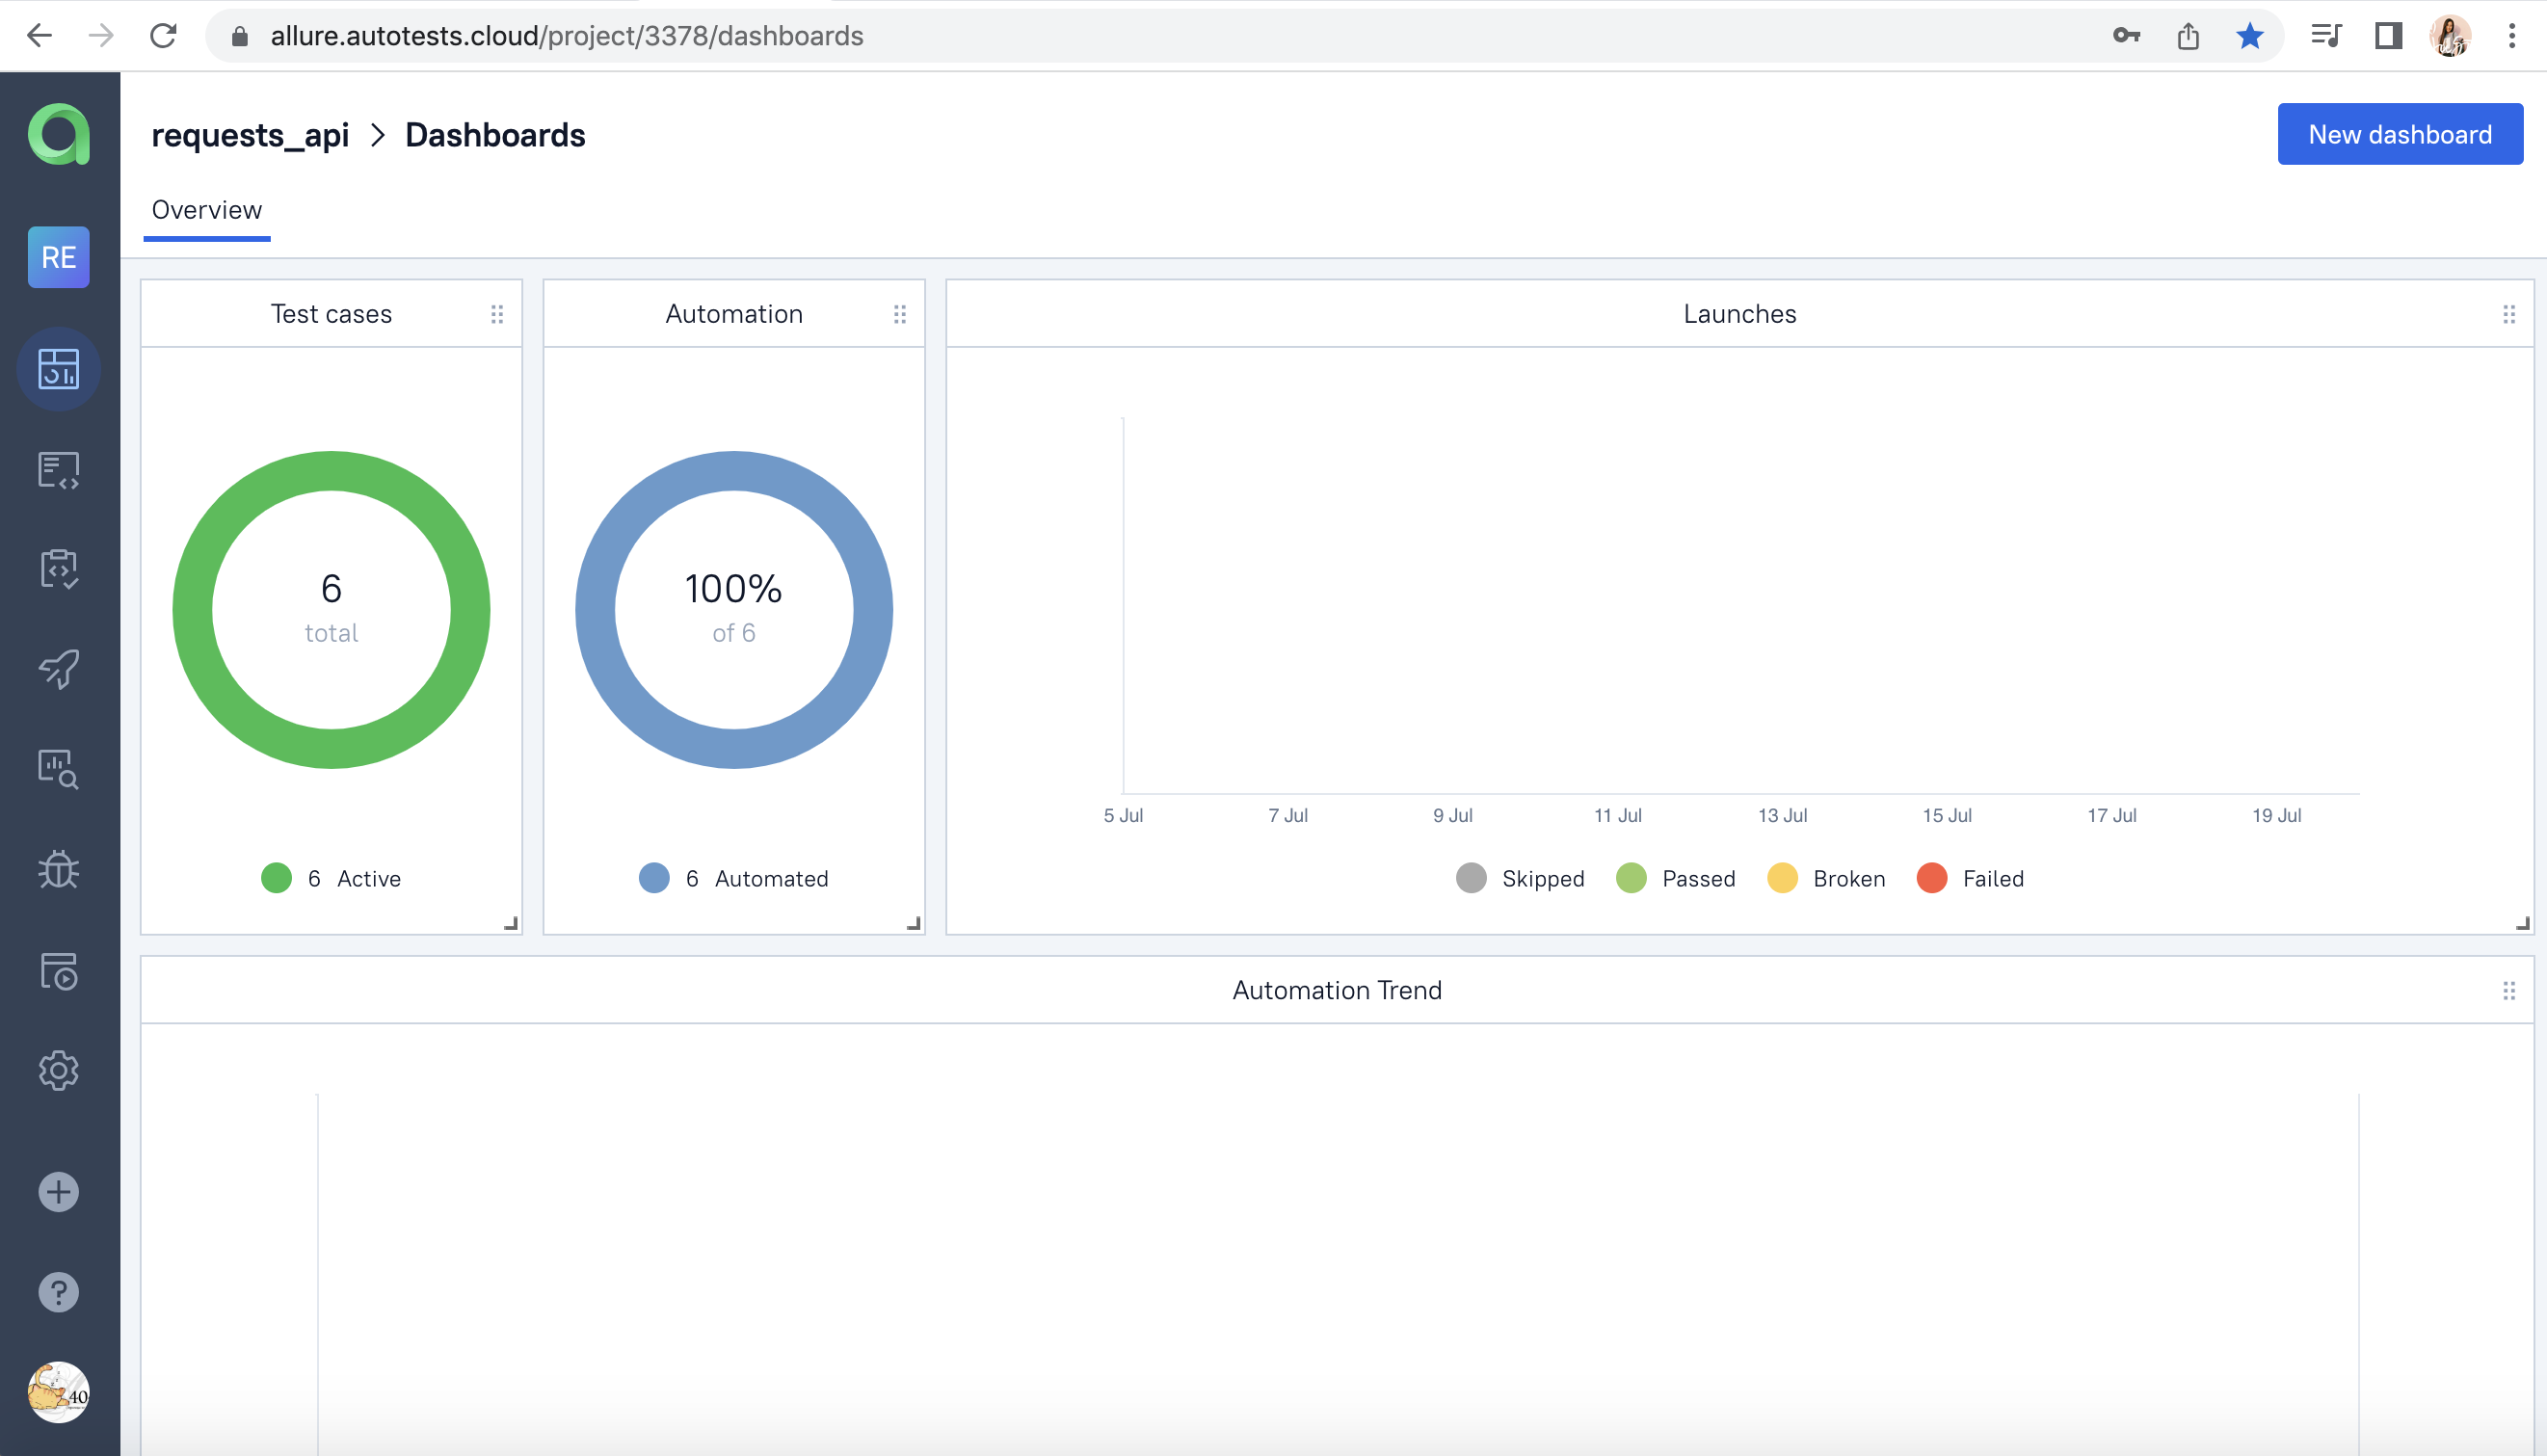 allure.autotests.cloud/project/3378/dashboards
requests_api > Dashboards
New dashboard
Overview
RE
Test cases
6
total
6 Active
Automation
100%
of 6
6 Automated
Launches
5 Jul 7 Jul 9 Jul 11 Jul 13 Jul 15 Jul 17 Jul 19 Jul
Skipped Passed Broken Failed
Automation Trend
40